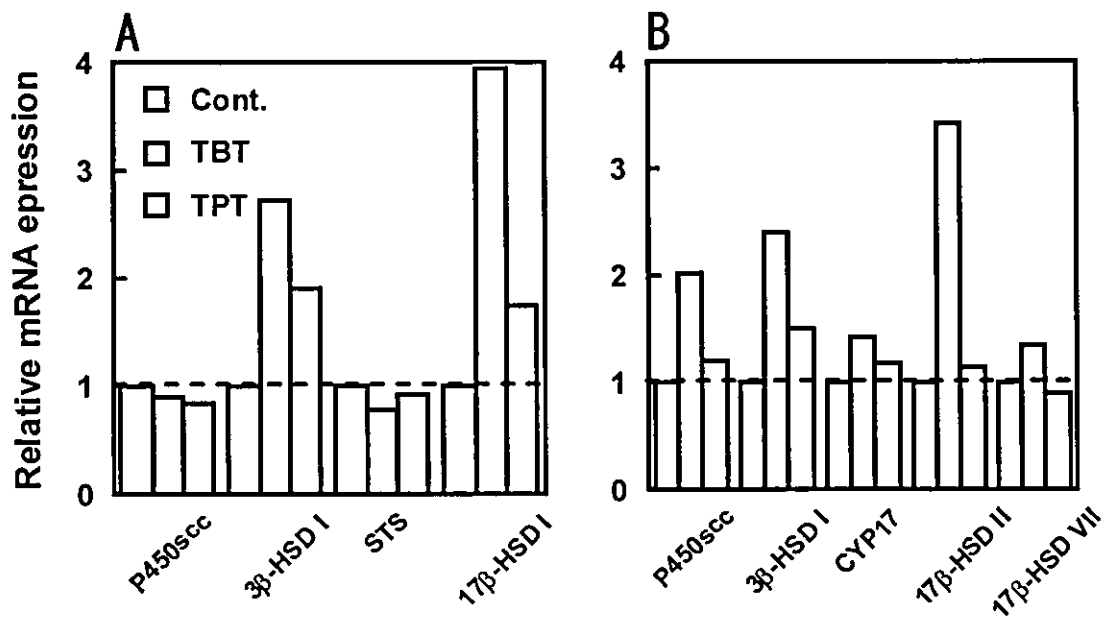 A
Relative mRNA epression
4
3
2
1
0
Cont.
TBT
TPT
P450scc
3β-HSD I
STS
17β-HSD I
B
4
3
2
1
0
P450scc
3β-HSD I
CYP17
17β-HSD II
17β-HSD VII